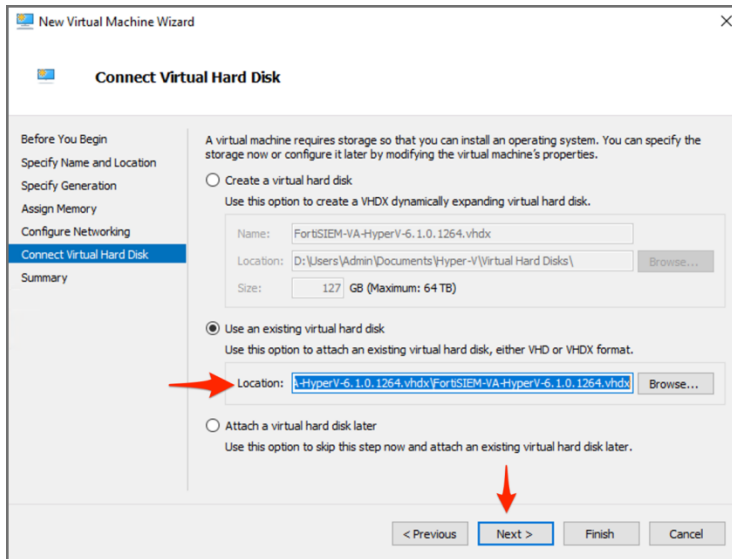 New Virtual Machine Wizard
Connect Virtual Hard Disk
Before You Begin
Specify Name and Location
Specify Generation
Assign Memory
Configure Networking
Connect Virtual Hard Disk
Summary
A virtual machine requires storage so that you can install an operating system. You can specify the
storage now or configure it later by modifying the virtual machine's properties.
Create a virtual hard disk
Use this option to create a VHDX dynamically expanding virtual hard disk.
Name: FortiSIEM-VA-HyperV-6.1.0.1264.vhdx
Location: D:\Users\Admin\Documents\Hyper-V\Virtual Hard Disks\ Browse...
Size: 127 GB (Maximum: 64 TB)
Use an existing virtual hard disk
Use this option to attach an existing virtual hard disk, either VHD or VHDX format.
Location: A-HyperV-6.1.0.1264.vhdx\FortiSIEM-VA-HyperV-6.1.0.1264.vhdx Browse...
Attach a virtual hard disk later
Use this option to skip this step now and attach an existing virtual hard disk later.
< Previous Next > Finish Cancel